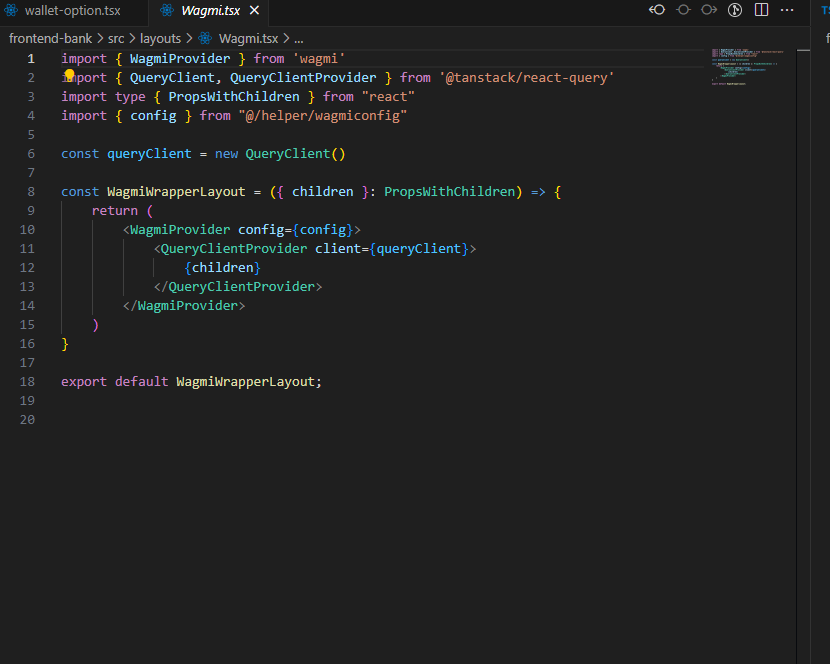 wallet-option.tsx Wagmi.tsx
frontend-bank > src > layouts > Wagmi.tsx > ...
1 import { WagmiProvider } from 'wagmi'
2 import { QueryClient, QueryClientProvider } from '@tanstack/react-query'
3 import type { PropsWithChildren } from "react"
4 import { config } from "@/helper/wagmiconfig"
5
6 const queryClient = new QueryClient()
7
8 const WagmiWrapperLayout = ({ children }: PropsWithChildren) => {
9 return (
10 <WagmiProvider config={config}>
11 <QueryClientProvider client={queryClient}>
12 {children}
13 </QueryClientProvider>
14 </WagmiProvider>
15 )
16 }
17
18 export default WagmiWrapperLayout;
19
20